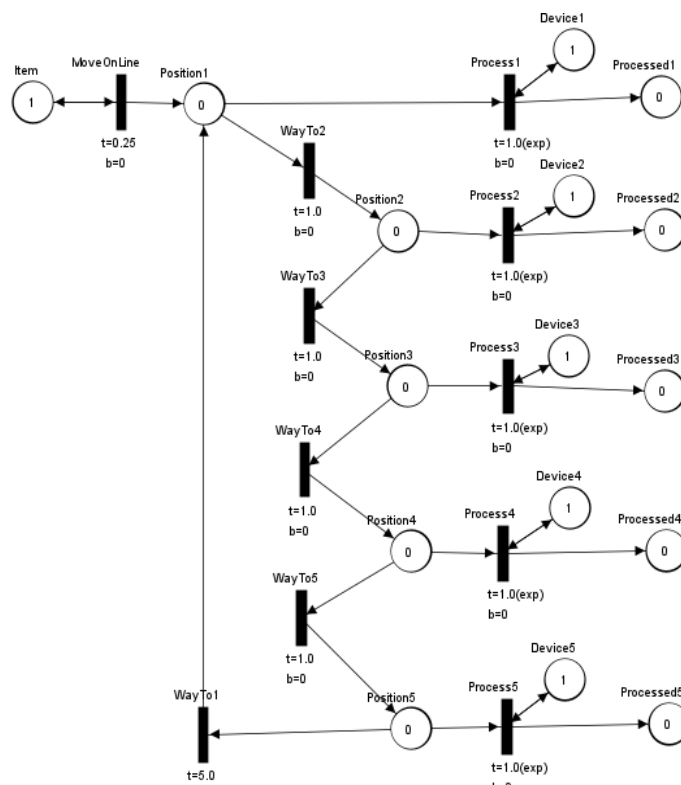 Device1
Item
MoveOnLine
Position1
Process1
Processed1
1
1
0
0
t=0.25
b=0
WayTo2
t=1.0(exp)
b=0
Device2
Position2
Process2
Processed2
1
t=1.0
b=0
0
0
WayTo3
t=1.0(exp)
b=0
Device3
Position3
Process3
Processed3
1
t=1.0
b=0
0
0
WayTo4
t=1.0(exp)
b=0
Device4
Position4
Process4
Processed4
1
t=1.0
b=0
0
0
WayTo5
t=1.0(exp)
b=0
Device5
t=1.0
b=0
Position5
Process5
Processed5
1
WayTo1
0
0
t=5.0
t=1.0(exp)